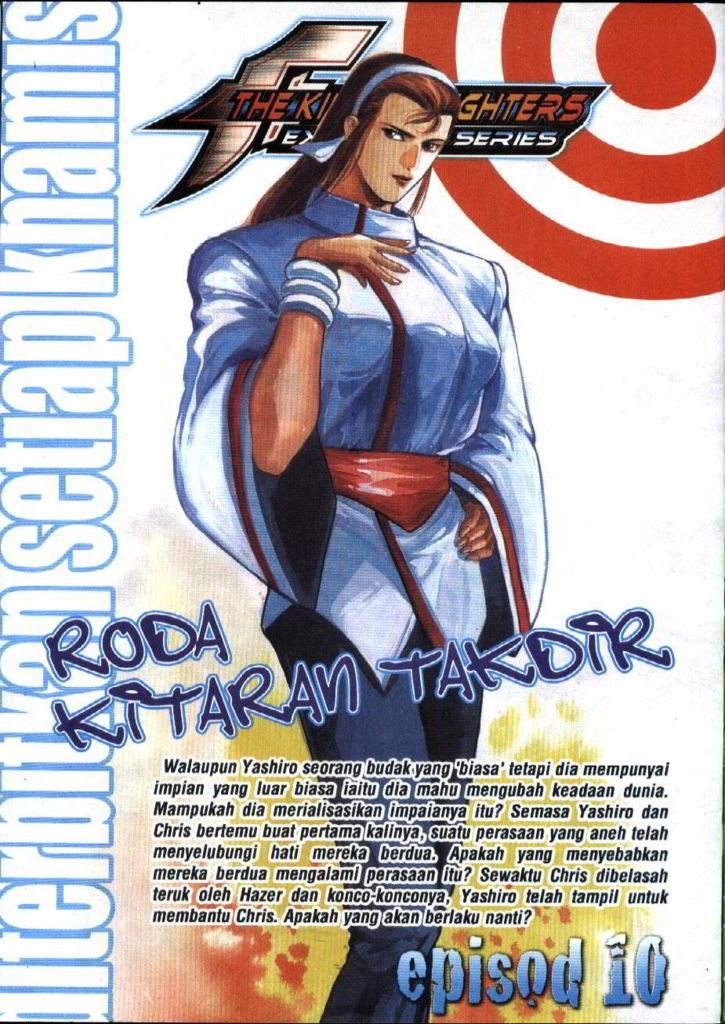 THE KI GHTERS
EX SERIES
diterbitkan setiap khamis
RODA
KITARAN TAKDIR
Walaupun Yashiro seorang budak yang 'biasa' tetapi dia mempunyai
impian yang luar biasa iaitu dia mahu mengubah keadaan dunia.
Mampukah dia merialisasikan impaianya itu? Semasa Yashiro dan
Chris bertemu buat pertama kalinya, suatu perasaan yang aneh telah
menyelubungi hati mereka berdua. Apakah yang menyebabkan
mereka berdua mengalami perasaan itu? Sewaktu Chris dibelasah
teruk oleh Hazer dan konco-konconya, Yashiro telah tampil untuk
membantu Chris. Apakah yang akan berlaku nanti?
episod 10